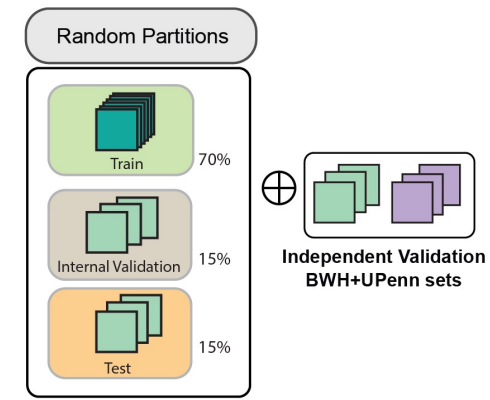 Random Partitions
Train
70%
Internal Validation
15%
Test
15%
Independent Validation
BWH+UPenn sets